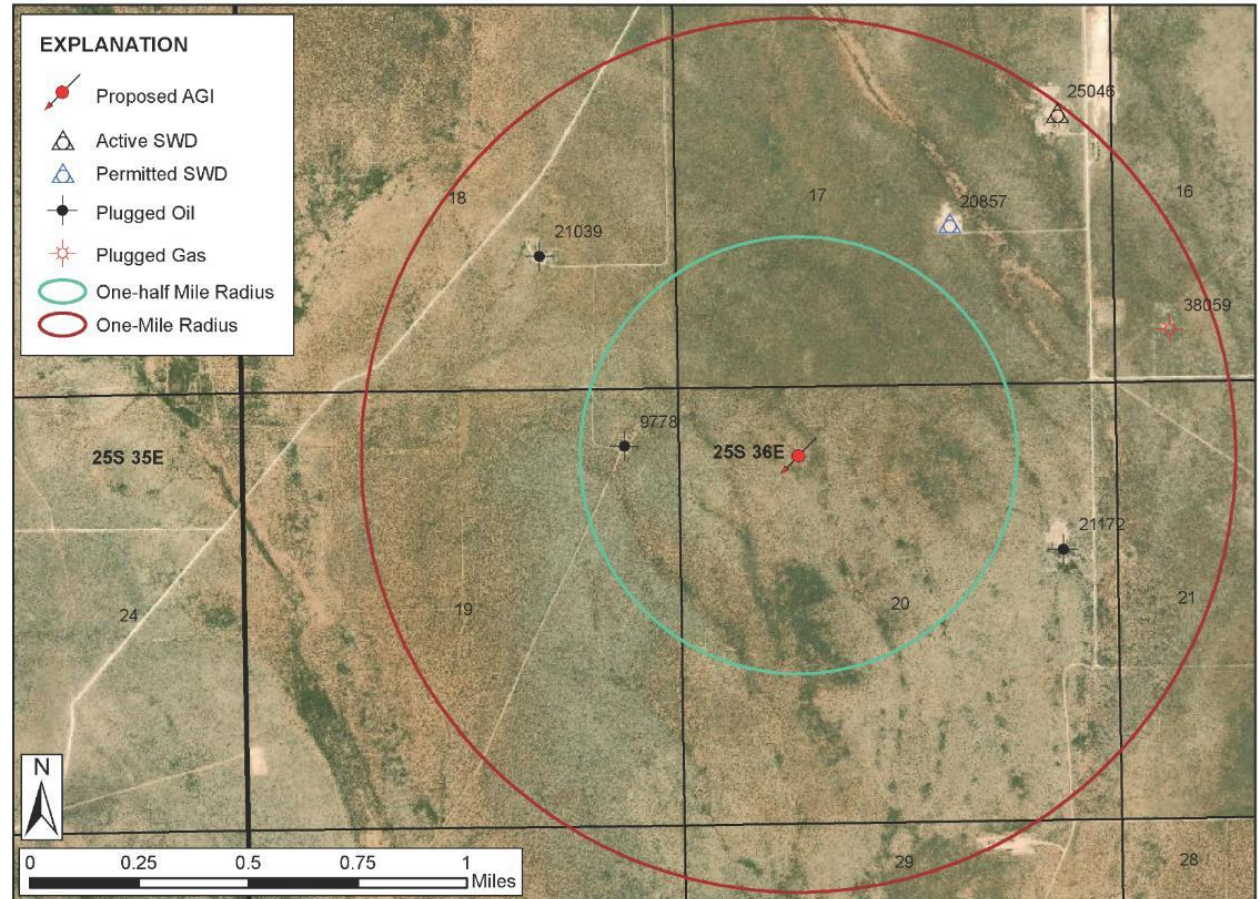 EXPLANATION
Proposed AGI
Active SWD
Permitted SWD
Plugged Oil
Plugged Gas
One-half Mile Radius
One-Mile Radius
25046
18
17
16
20857
21039
38059
9778
25S 35E
25S 36E
21172
24
19
20
21
N
29
28
0 0.25 0.5 0.75 1
Miles